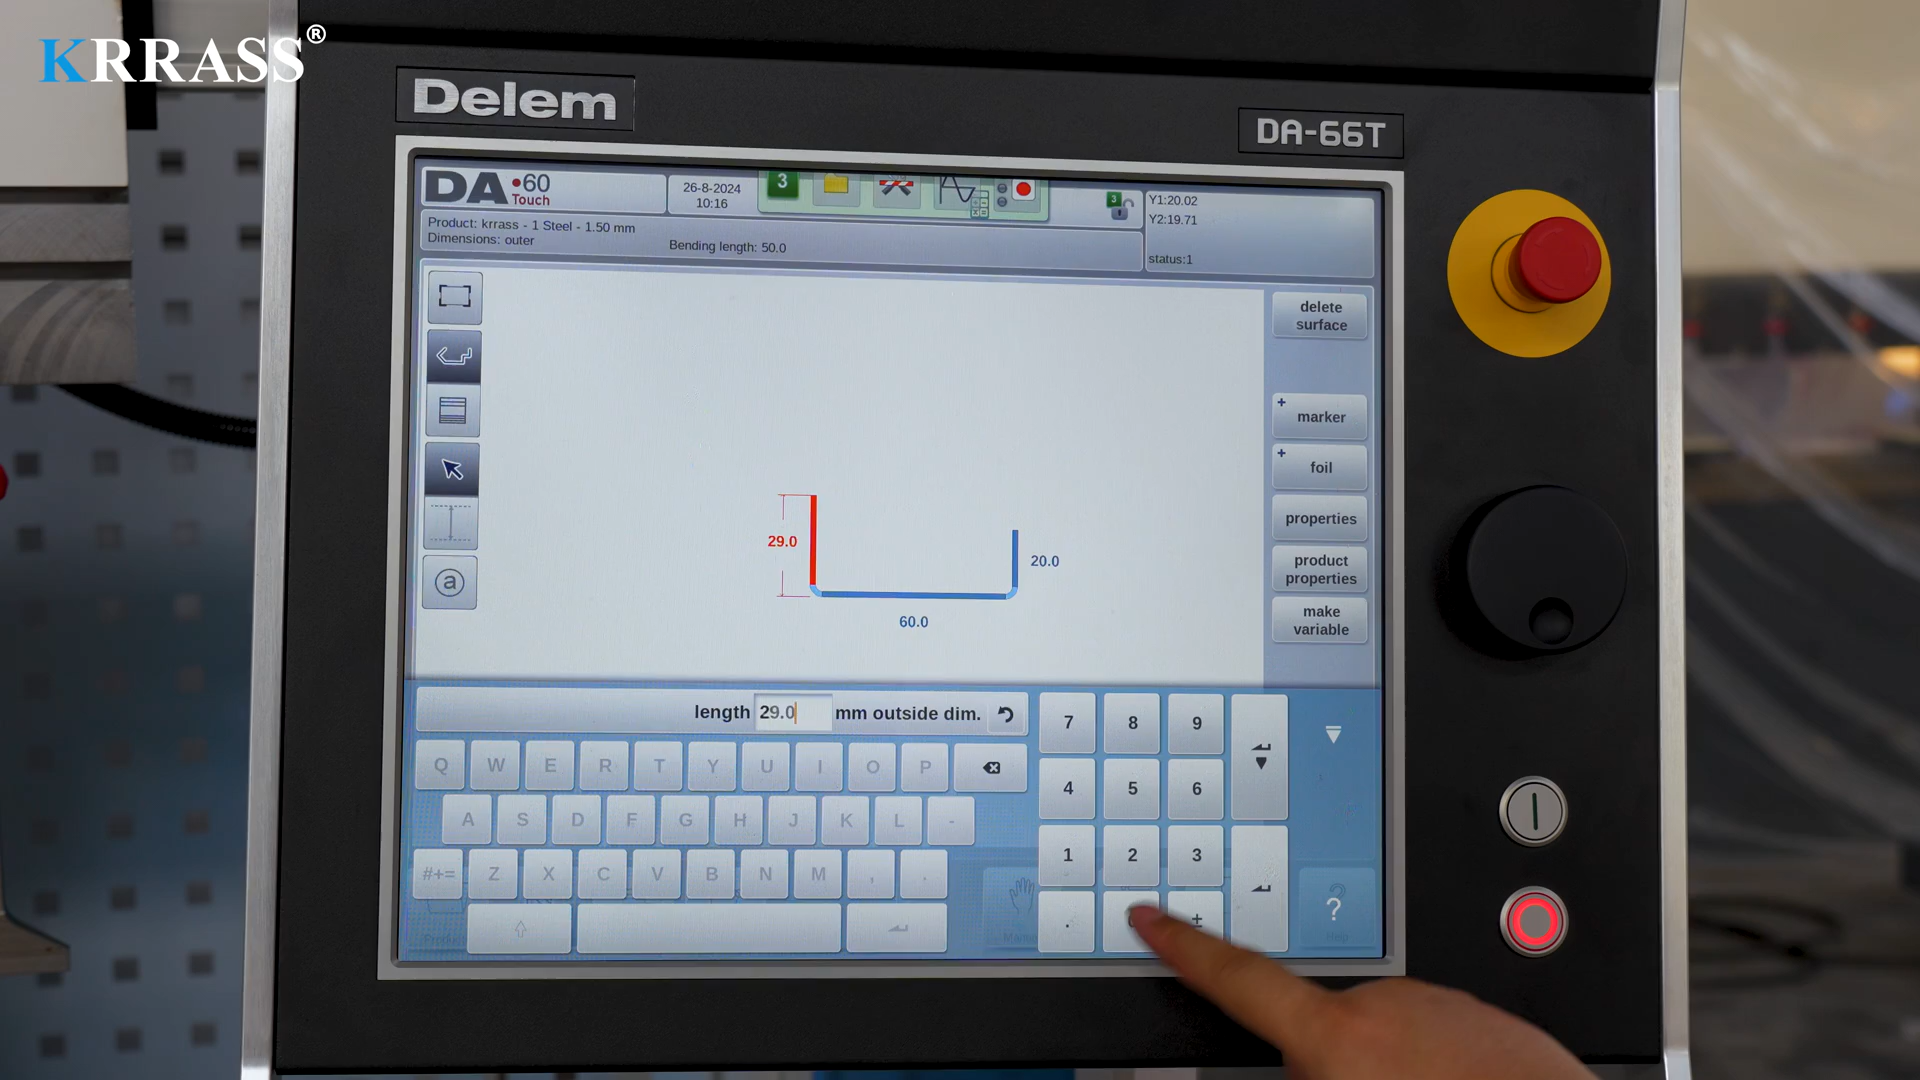 KRRASS®
Delem
DA-66T
DA•60
Touch
26-8-2024
10:16
3
3
Y1:20.02
Y2:19.71
status:1
Product: krrass - 1 Steel - 1.50 mm
Dimensions: outer
Bending length: 50.0
delete
surface
+ marker
+ foil
properties
product
properties
make
variable
a
29.0
20.0
60.0
length 29.0 mm outside dim.
Q W E R T Y U I O P
A S D F G H J K L -
#+= Z X C V B N M , .
7 8 9
4 5 6
1 2 3
. ±
?
Help